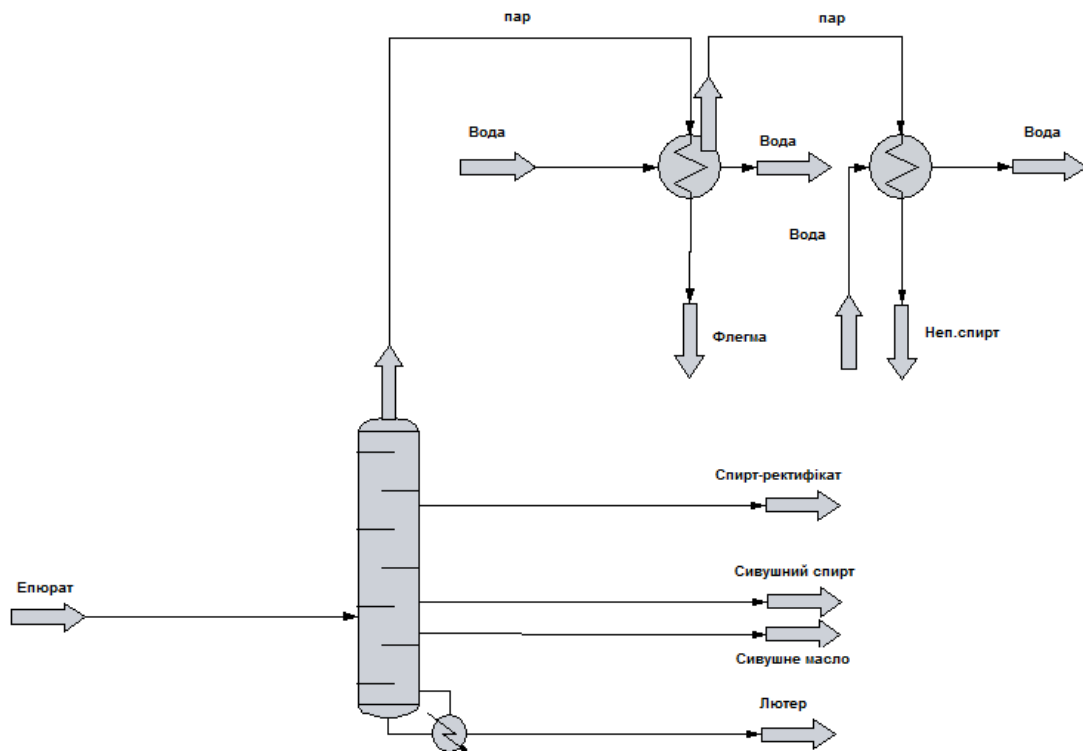 пар
пар
Вода
Вода
Вода
Вода
Флегма
Неп.спирт
Спирт-ректифікат
Сивушний спирт
Епюрат
Сивушне масло
Лютер